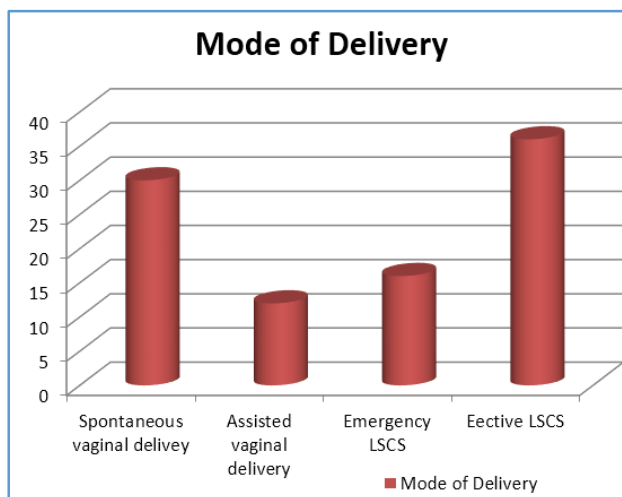 Mode of Delivery
40
35
30
25
20
15
10
5
0
Spontaneous
vaginal delivey
Assisted
vaginal
delivery
Emergency
LSCS
Eective LSCS
Mode of Delivery